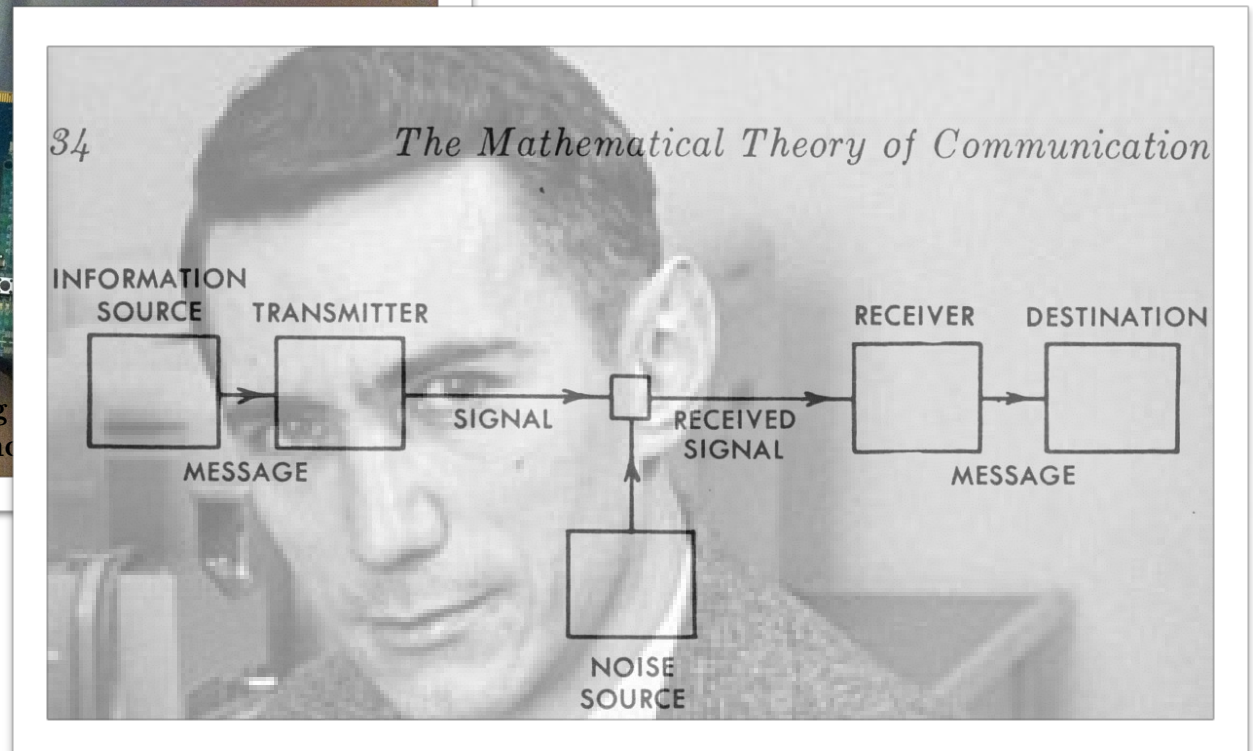 34 The Mathematical Theory of Communication
INFORMATION
SOURCE
TRANSMITTER
RECEIVER
DESTINATION
SIGNAL
RECEIVED
SIGNAL
MESSAGE
MESSAGE
NOISE
SOURCE